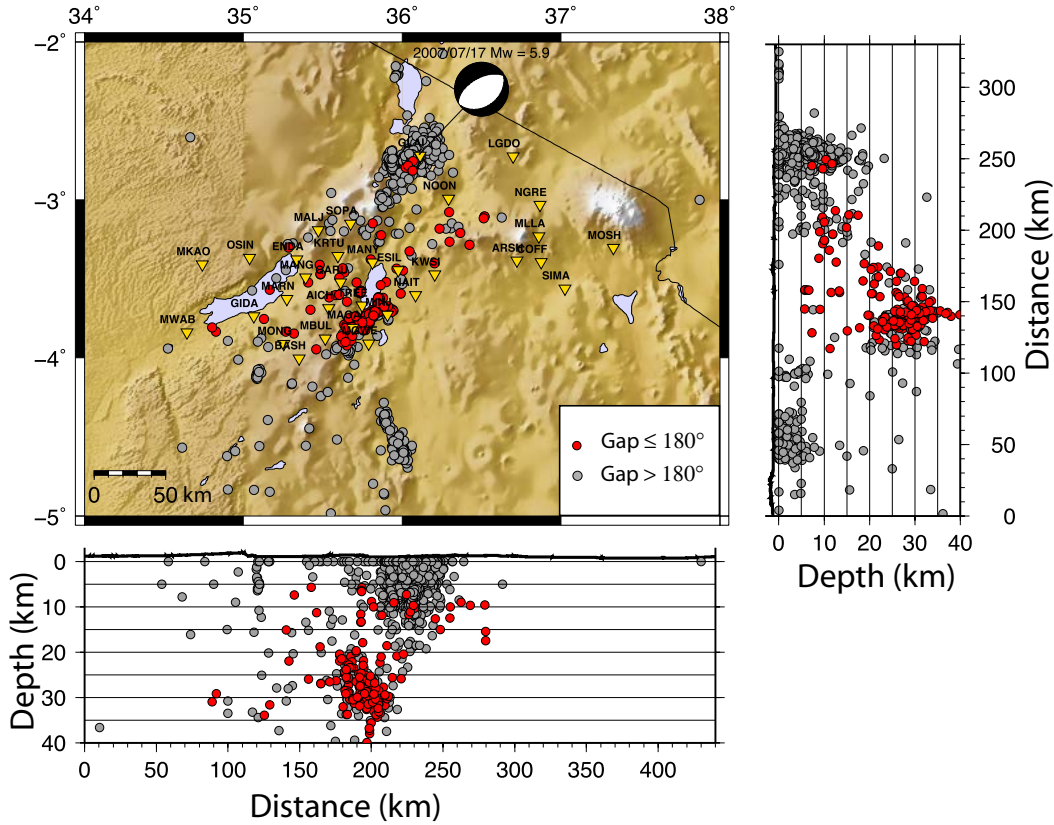 34° 35° 36° 37° 38°
−2°
2007/07/17 Mw = 5.9
LGDO
NOON
−3°
NGRE
MALJ SOPA
MLLA
MOSH
OSIN
ENDA KRTU
MANY
ARSH COFF
MKAO
MANG
ESIL
KWGI
SIMA
MARN
NAIT
GIDA
AICH
MWAB
MONG MBUL
BASH
−4°
0 50 km
Gap ≤ 180°
Gap > 180°
−5°
300
250
200
150
100
50
0
Distance (km)
0 10 20 30 40
Depth (km)
0
10
20
30
40
Depth (km)
0 50 100 150 200 250 300 350 400
Distance (km)